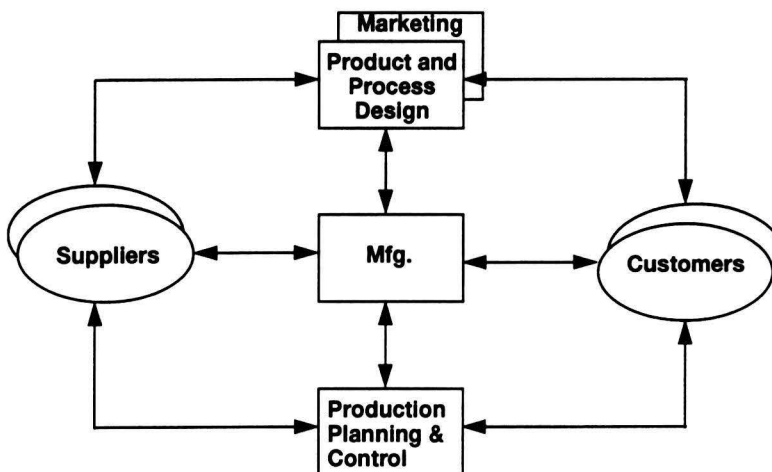 Marketing
Product and
Process
Design
Suppliers
Mfg.
Customers
Production
Planning &
Control